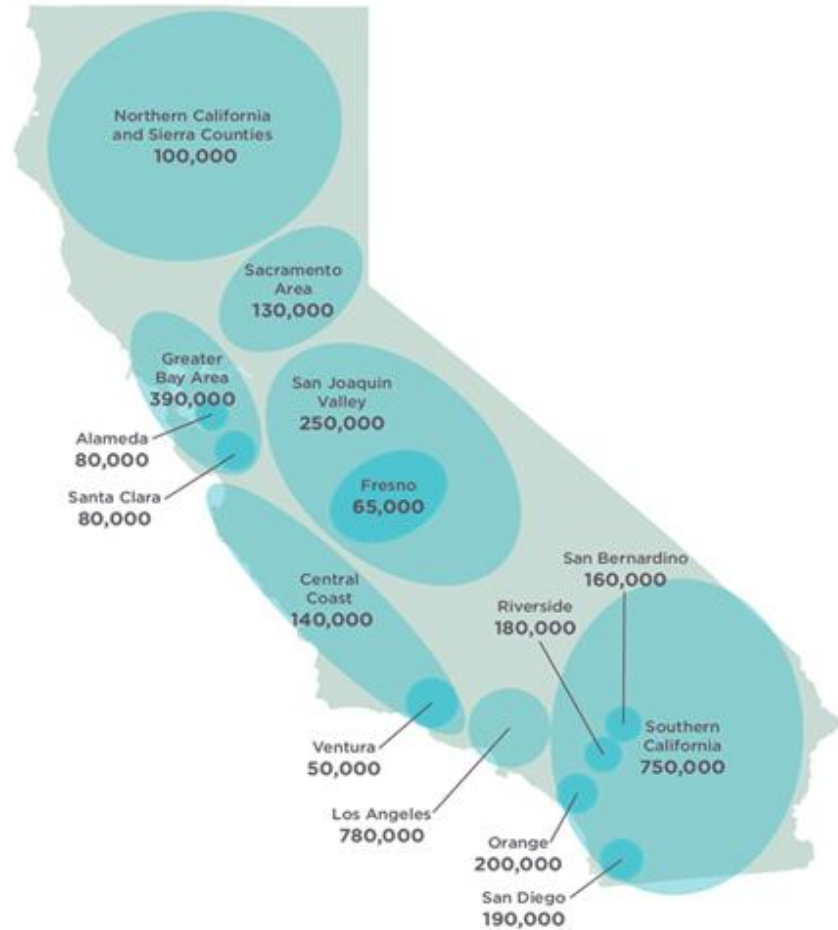 Northern California
and Sierra Counties
100,000
Sacramento
Area
130,000
Greater
Bay Area
390,000
San Joaquin
Valley
250,000
Alameda
80,000
Santa Clara
80,000
Fresno
65,000
Central
Coast
140,000
San Bernardino
160,000
Riverside
180,000
Southern
California
750,000
Ventura
50,000
Los Angeles
780,000
Orange
200,000
San Diego
190,000